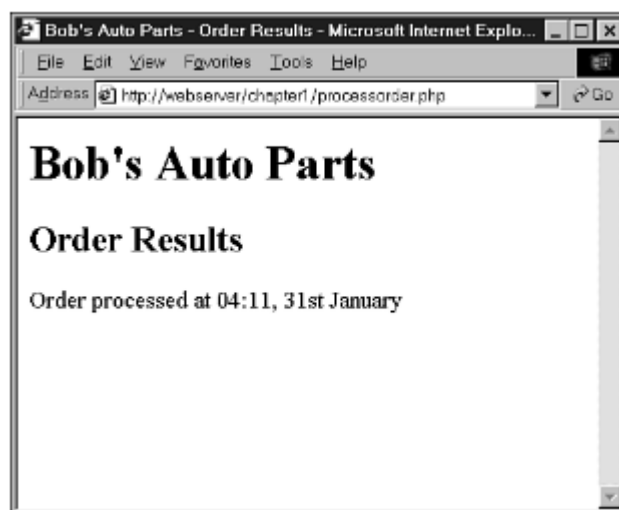 Bob's Auto Parts - Order Results - Microsoft Internet Explo...
File Edit View Favorites Tools Help
Address http://webserver/chapter1/processorder.php Go
Bob's Auto Parts
Order Results
Order processed at 04:11, 31st January